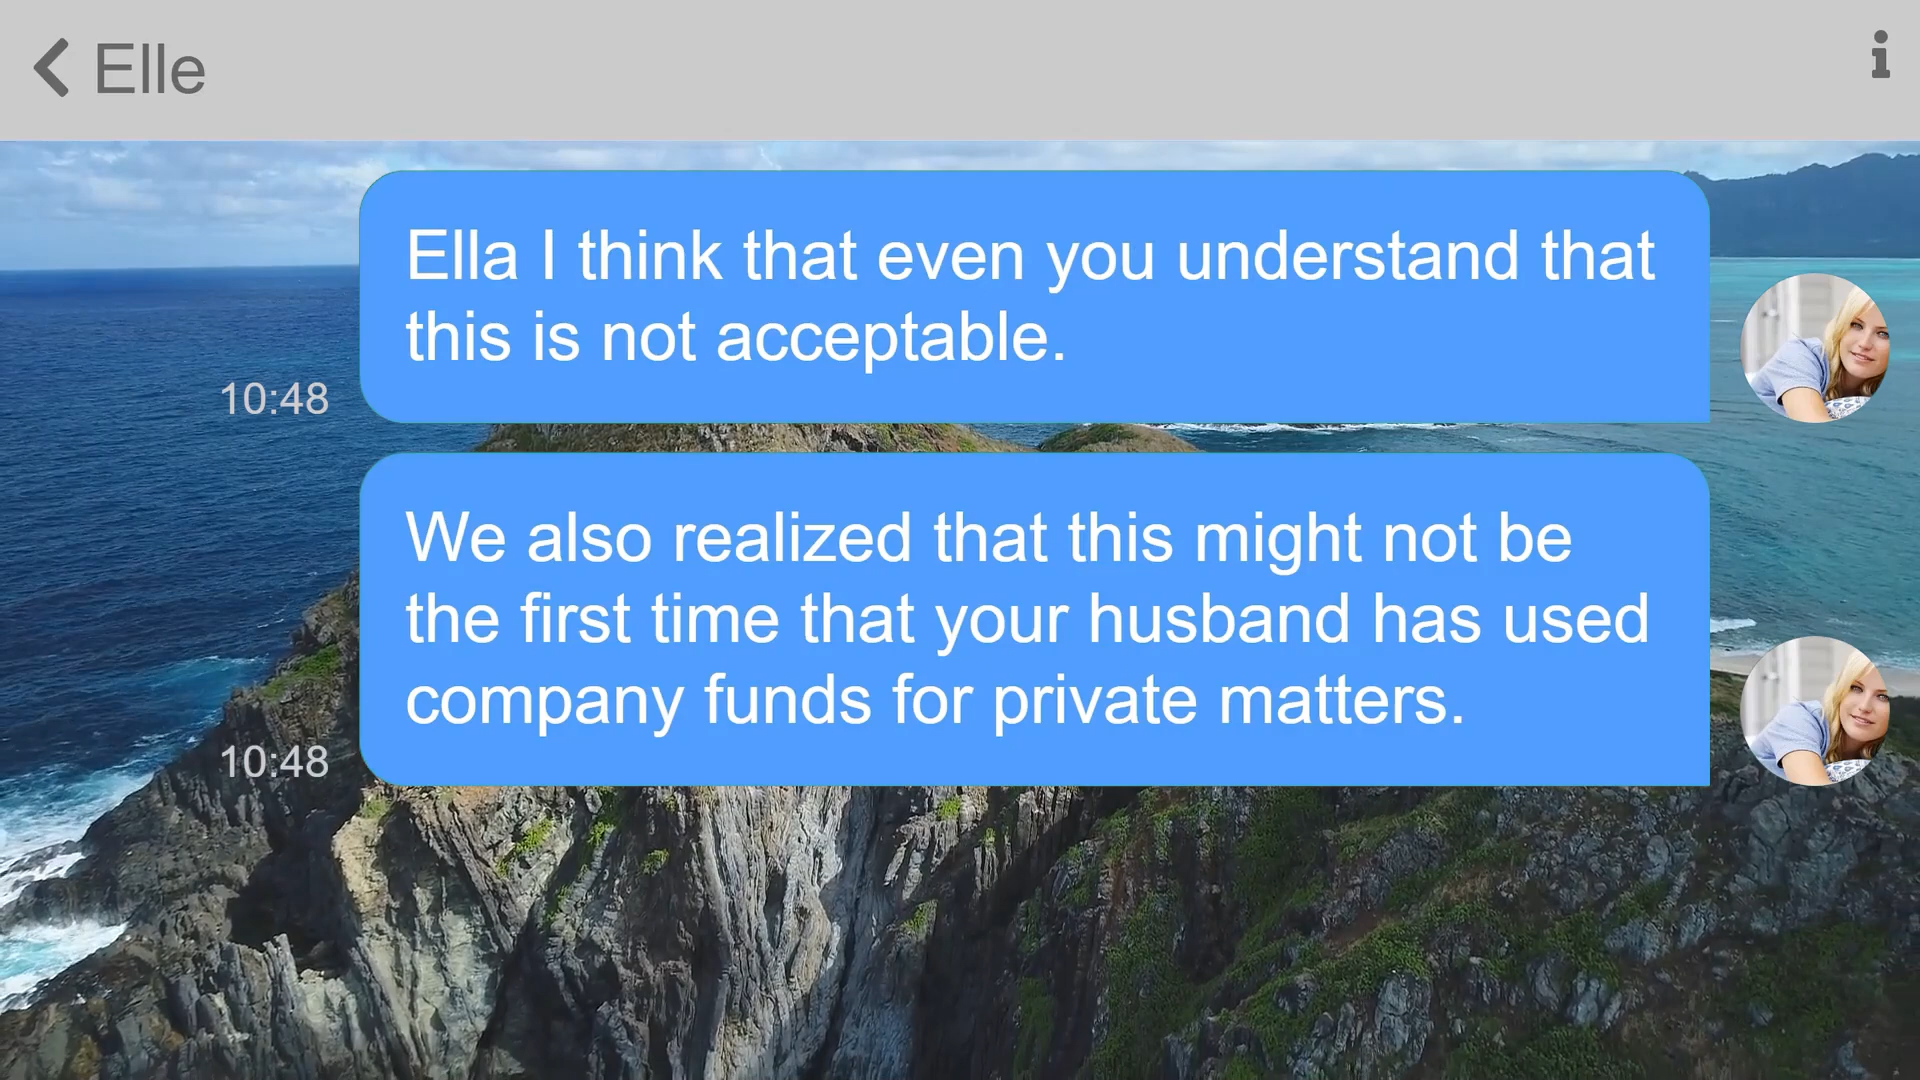 Elle
Ella I think that even you understand that
this is not acceptable.
10:48
We also realized that this might not be
the first time that your husband has used
company funds for private matters.
10:48